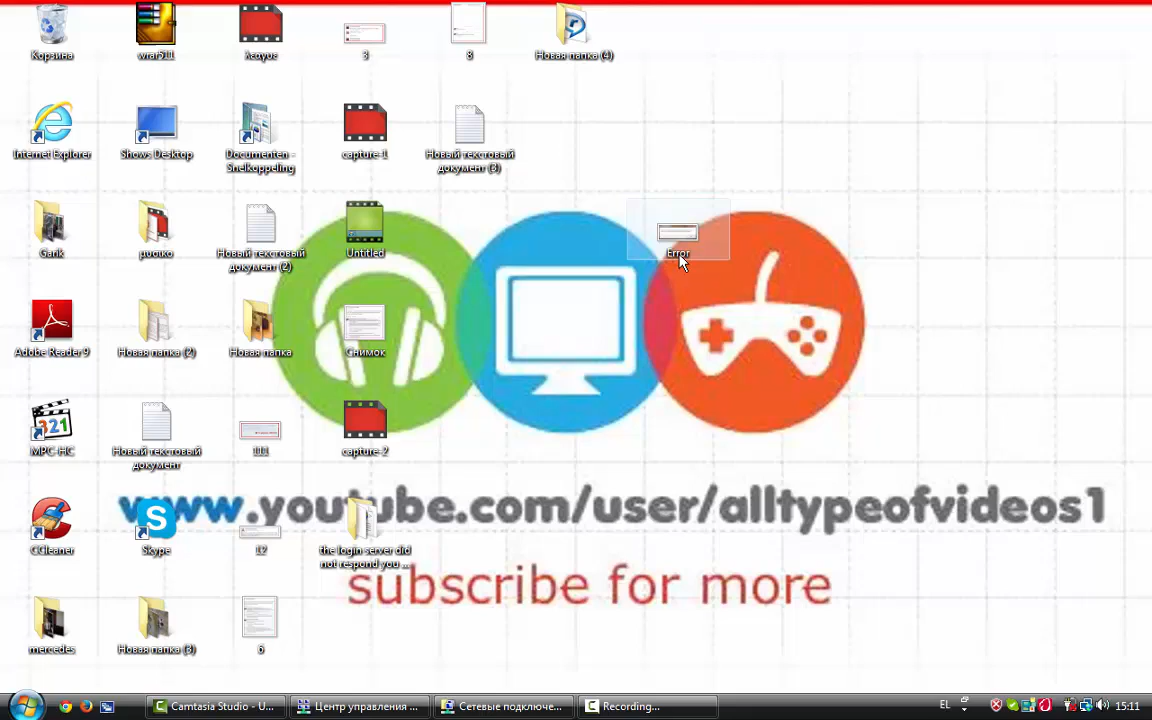 Корзина
wrar511
3
8
Новая папка (4)
Internet Explorer
Shows Desktop
Documenten -
Snelkoppeling
capture-1
Новый текстовый
документ (3)
Garik
Новый текстовый
документ (2)
Untitled
Error
Adobe Reader 9
Новая папка (2)
Новая папка
Снимок
MPC-HC
Новый текстовый
документ
111
capture-2
www.youtube.com/user/alltypeofvideos1
CCleaner
Skype
12
the login server did
not respond you ...
subscribe for more
mercedes
Новая папка (3)
6
Camtasia Studio - U...
Центр управления ...
Сетевые подключе...
Recording...
EL
15:11